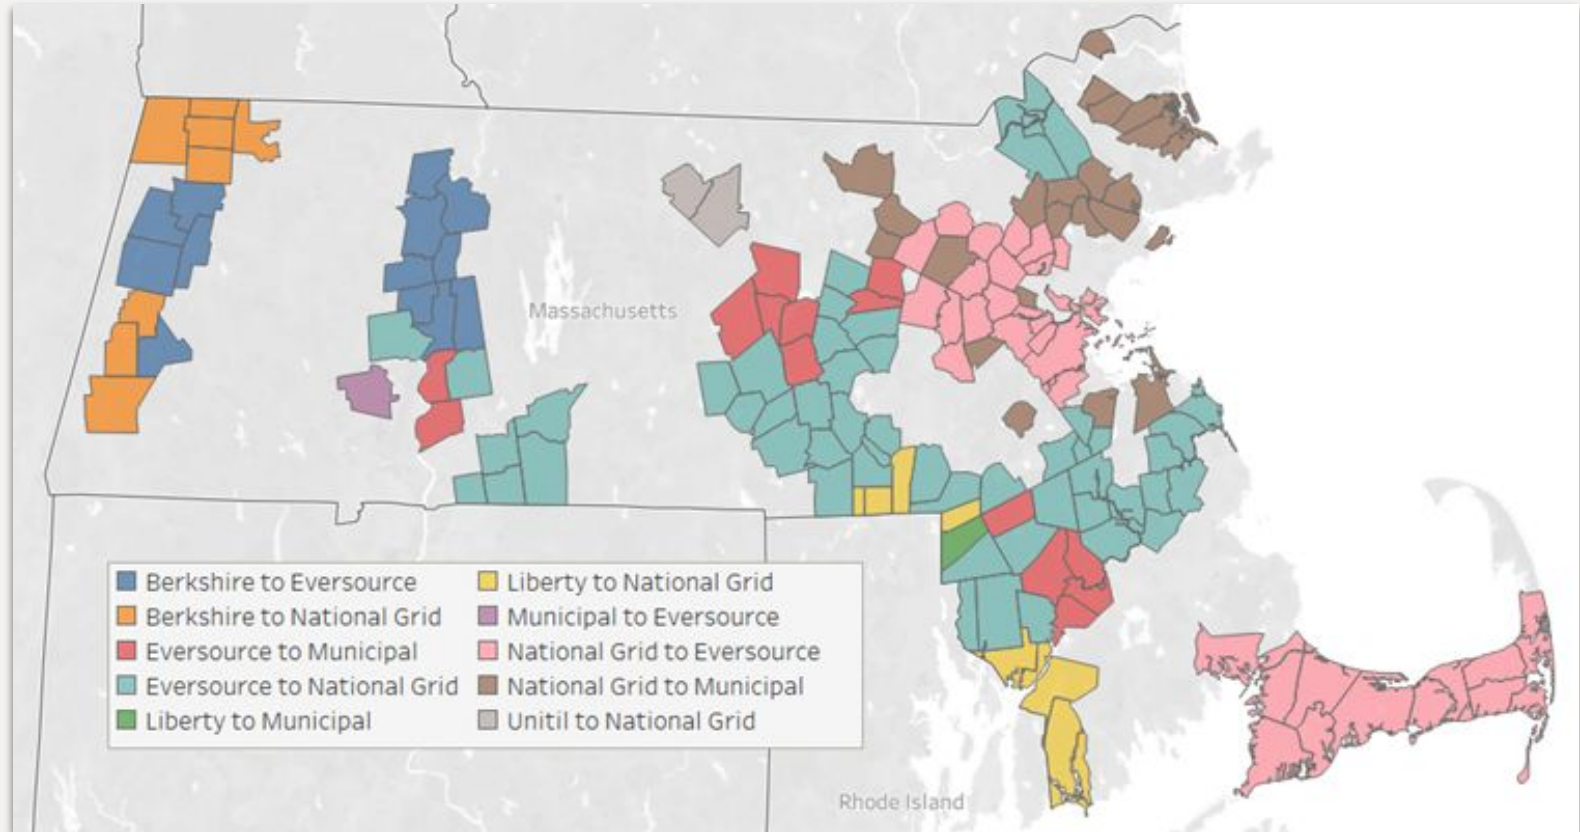 Massachusetts
Berkshire to Eversource
Berkshire to National Grid
Eversource to Municipal
Eversource to National Grid
Liberty to Municipal
Liberty to National Grid
Municipal to Eversource
National Grid to Eversource
National Grid to Municipal
Unitil to National Grid
Rhode Island